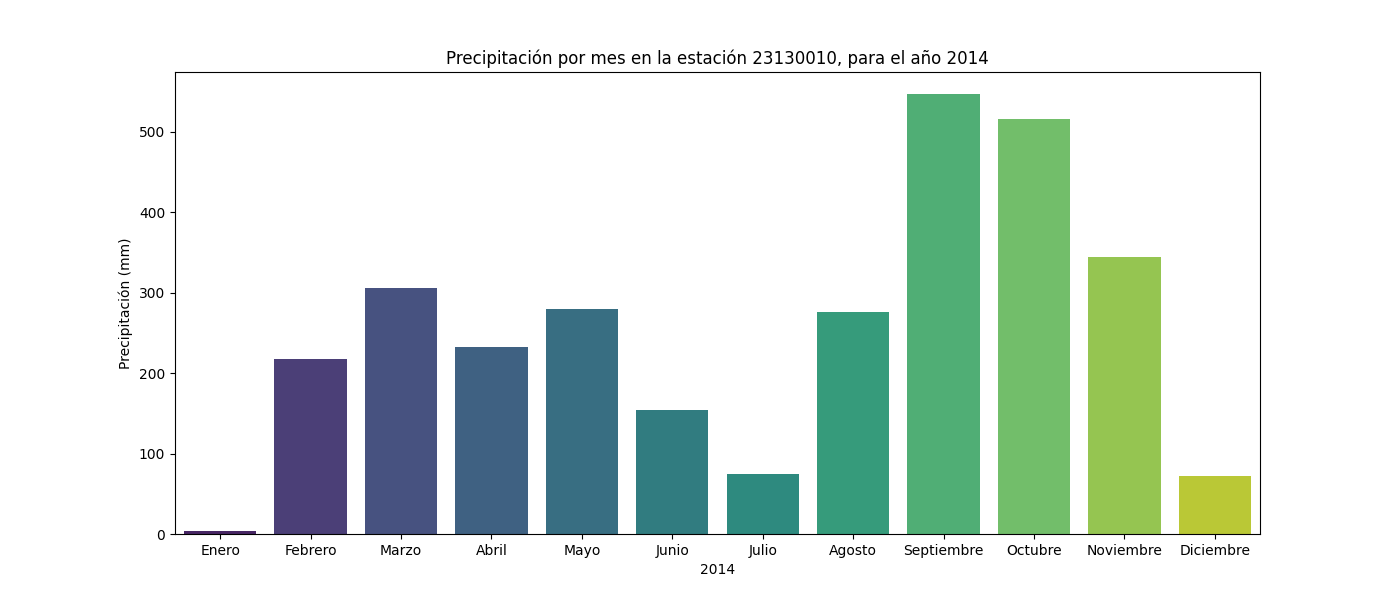 Precipitación por mes en la estación 23130010, para el año 2014
Precipitación (mm)
500
400
300
200
100
0
Enero Febrero Marzo Abril Mayo Junio Julio Agosto Septiembre Octubre Noviembre Diciembre
2014